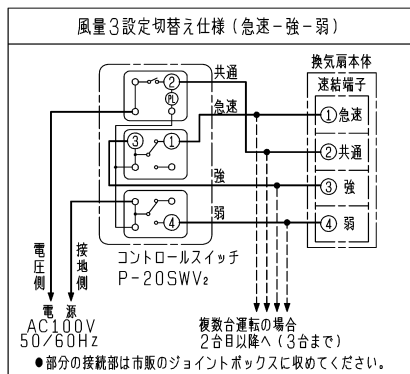 風量3設定切替え仕様(急速-強-弱)
換気扇本体
速結端子
共通
急速
強
弱
② PL
③ ①
④
①急速
②共通
③強
④弱
コントロールスイッチ
P-20SWV₂
電圧側
接地側
電源
AC100V
50/60Hz
複数台運転の場合
2台目以降へ(3台まで)
●部分の接続部は市販のジョイントボックスに収めてください。